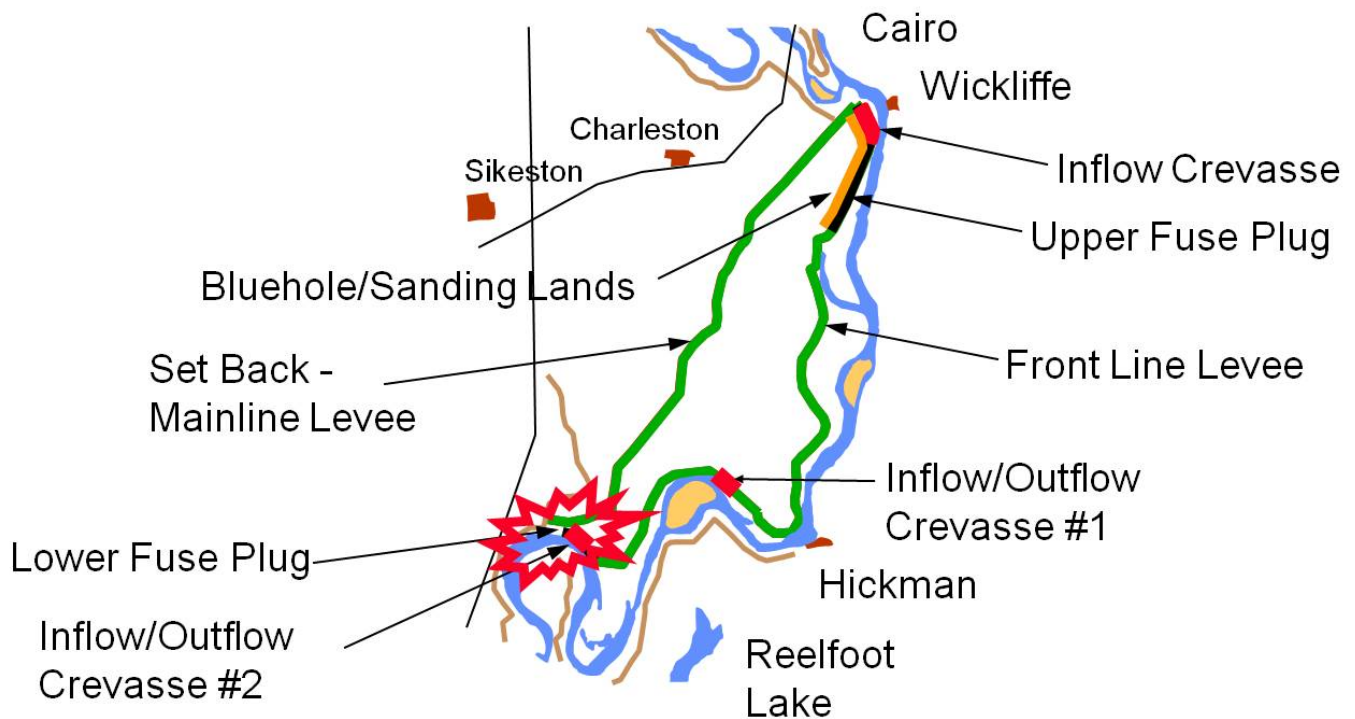 Cairo
Wickliffe
Charleston
Sikeston
Inflow Crevasse
Upper Fuse Plug
Bluehole/Sanding Lands
Set Back -
Mainline Levee
Front Line Levee
Inflow/Outflow
Crevasse #1
Lower Fuse Plug
Hickman
Inflow/Outflow
Crevasse #2
Reelfoot
Lake